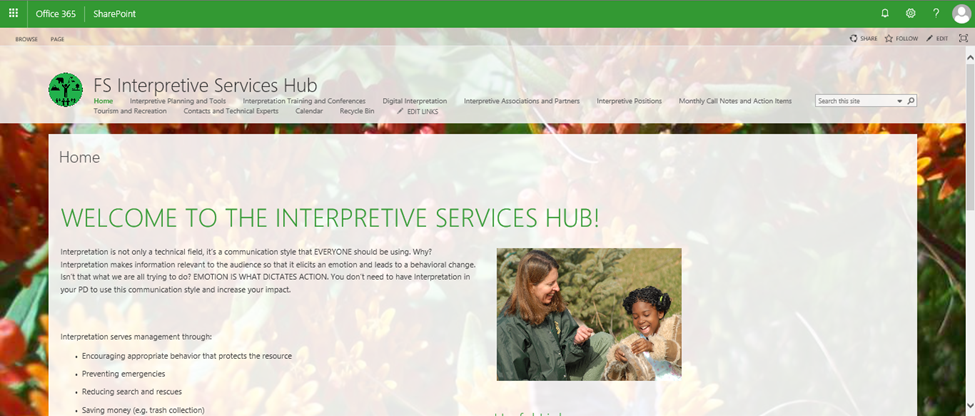 Office 365 SharePoint ?
BROWSE PAGE SHARE FOLLOW EDIT
FS Interpretive Services Hub
Home Interpretive Planning and Tools Interpretation Training and Conferences Digital Interpretation Interpretive Associations and Partners Interpretive Positions Monthly Call Notes and Action Items
Search this site
Tourism and Recreation Contacts and Technical Experts Calendar Recycle Bin EDIT LINKS
Home
WELCOME TO THE INTERPRETIVE SERVICES HUB!
Interpretation is not only a technical field, it's a communication style that EVERYONE should be using. Why?
Interpretation makes information relevant to the audience so that it elicits an emotion and leads to a behavioral change.
Isn't that what we are all trying to do? EMOTION IS WHAT DICTATES ACTION. You don't need to have Interpretation in
your PD to use this communication style and increase your impact.
Interpretation serves management through:
• Encouraging appropriate behavior that protects the resource
• Preventing emergencies
• Reducing search and rescues
• Saving money (e.g. trash collection)